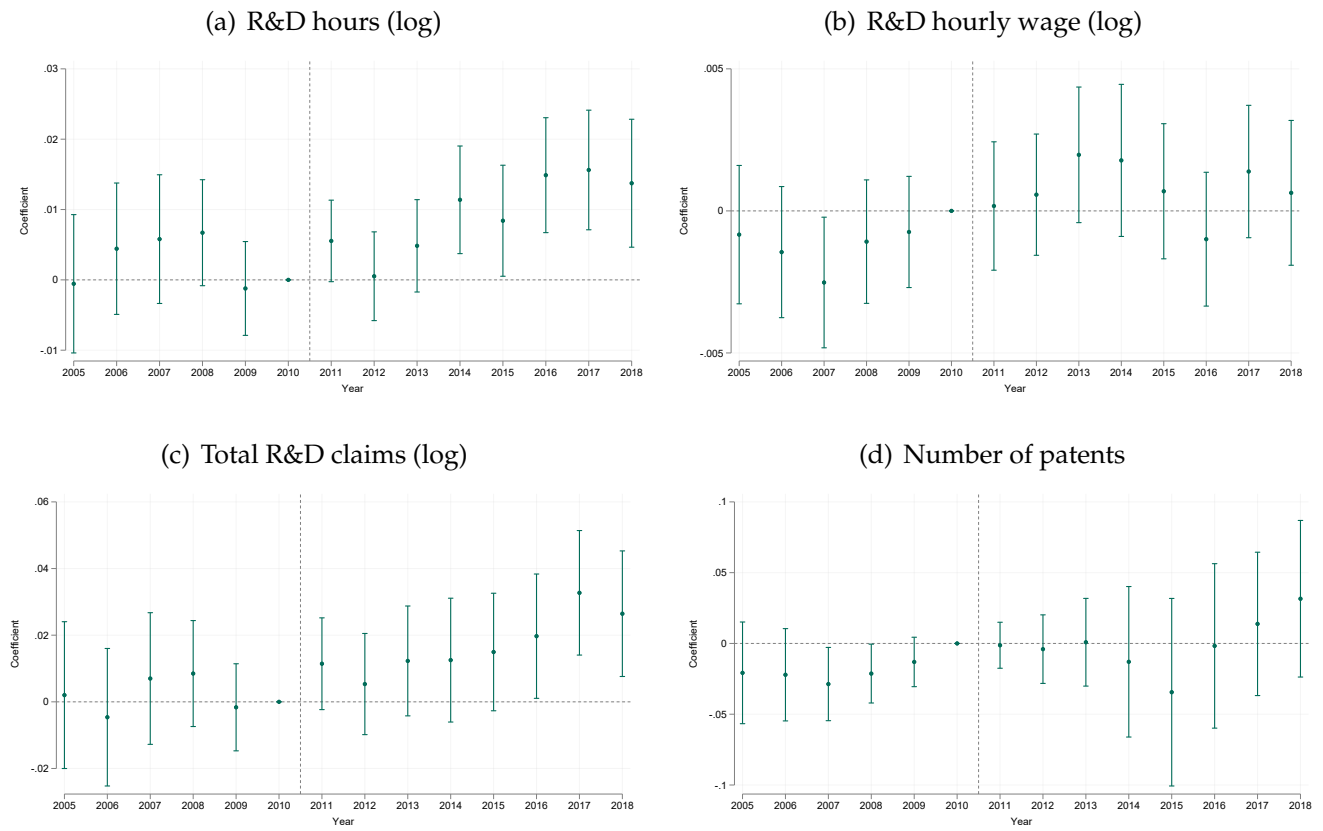 (a) R&D hours (log)
.03
.02
.01
0
-.01
Coefficient
2005 2006 2007 2008 2009 2010 2011 2012 2013 2014 2015 2016 2017 2018
Year
(b) R&D hourly wage (log)
.005
0
-.005
Coefficient
2005 2006 2007 2008 2009 2010 2011 2012 2013 2014 2015 2016 2017 2018
Year
(c) Total R&D claims (log)
.06
.04
.02
0
-.02
Coefficient
2005 2006 2007 2008 2009 2010 2011 2012 2013 2014 2015 2016 2017 2018
Year
(d) Number of patents
.1
.05
0
-.05
-.1
Coefficient
2005 2006 2007 2008 2009 2010 2011 2012 2013 2014 2015 2016 2017 2018
Year